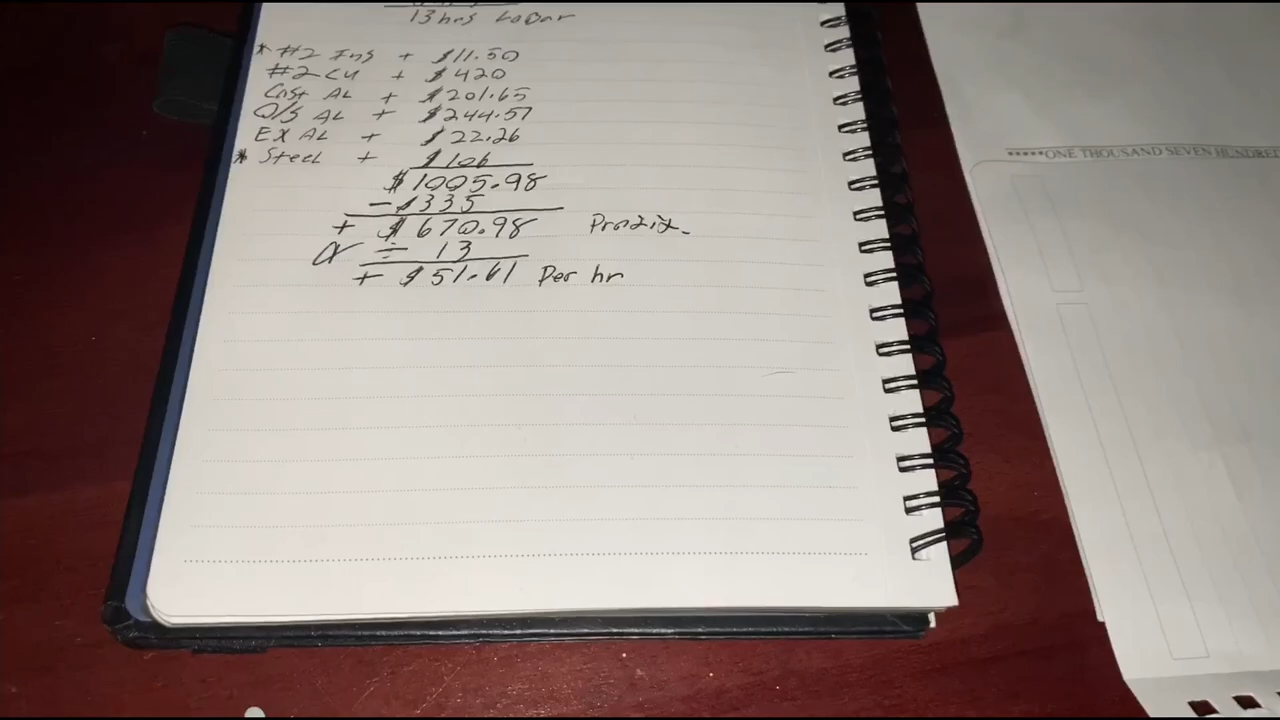 13hrs Labar
* #2 Ins + $11.50
#2 Cu + $420
Cast AL + $201.65
O/S AL + $244.57
EX AL + $22.26
* Steel + $106
$1005.98
- $335
+ $670.98 Profit.
÷ 13
+ $51.61 Per hr
*****ONE THOUSAND SEVEN HUNDRED